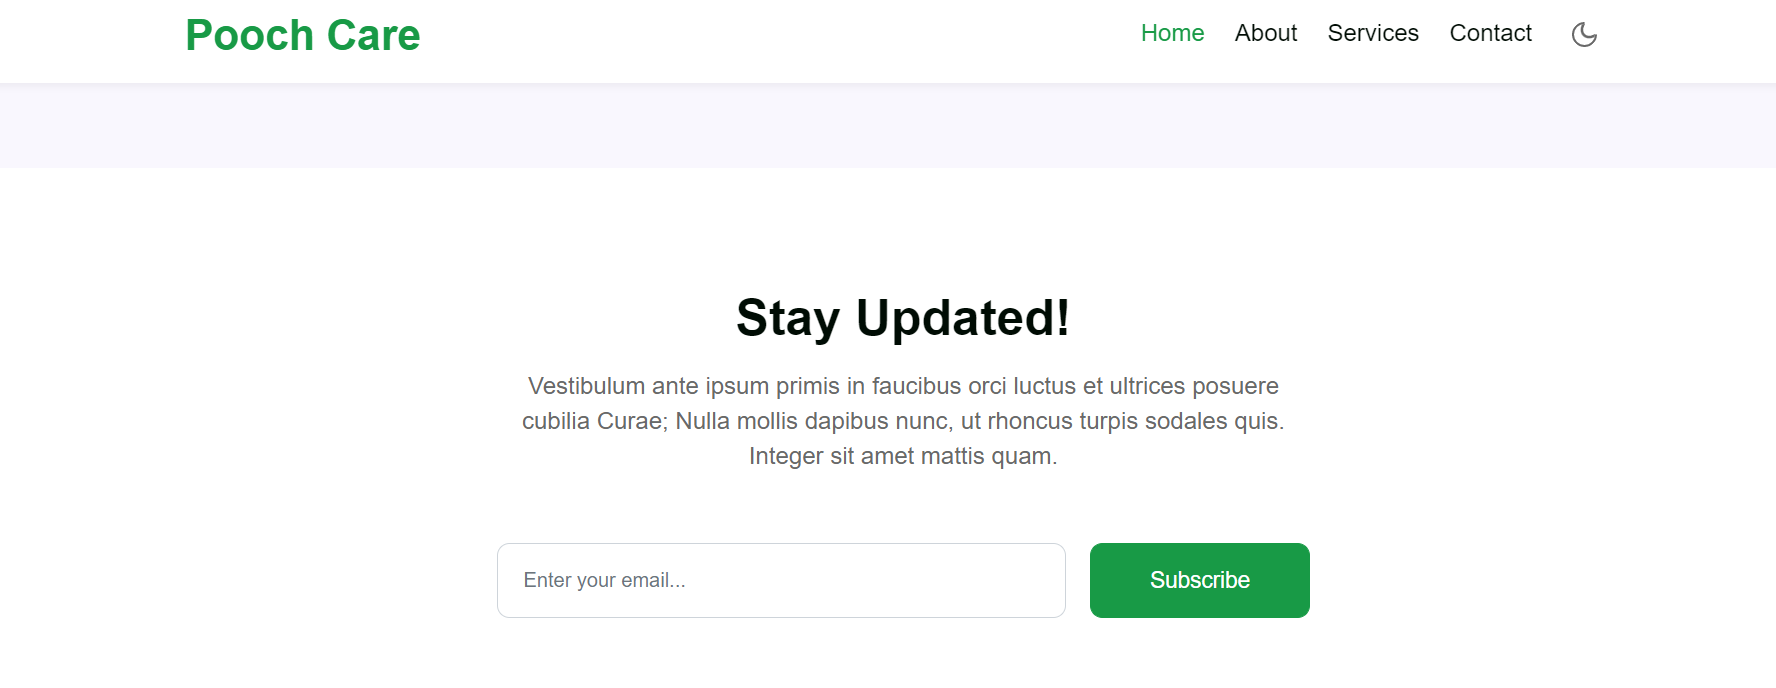 Pooch Care
Home About Services Contact
Stay Updated!
Vestibulum ante ipsum primis in faucibus orci luctus et ultrices posuere
cubilia Curae; Nulla mollis dapibus nunc, ut rhoncus turpis sodales quis.
Integer sit amet mattis quam.
Enter your email...
Subscribe